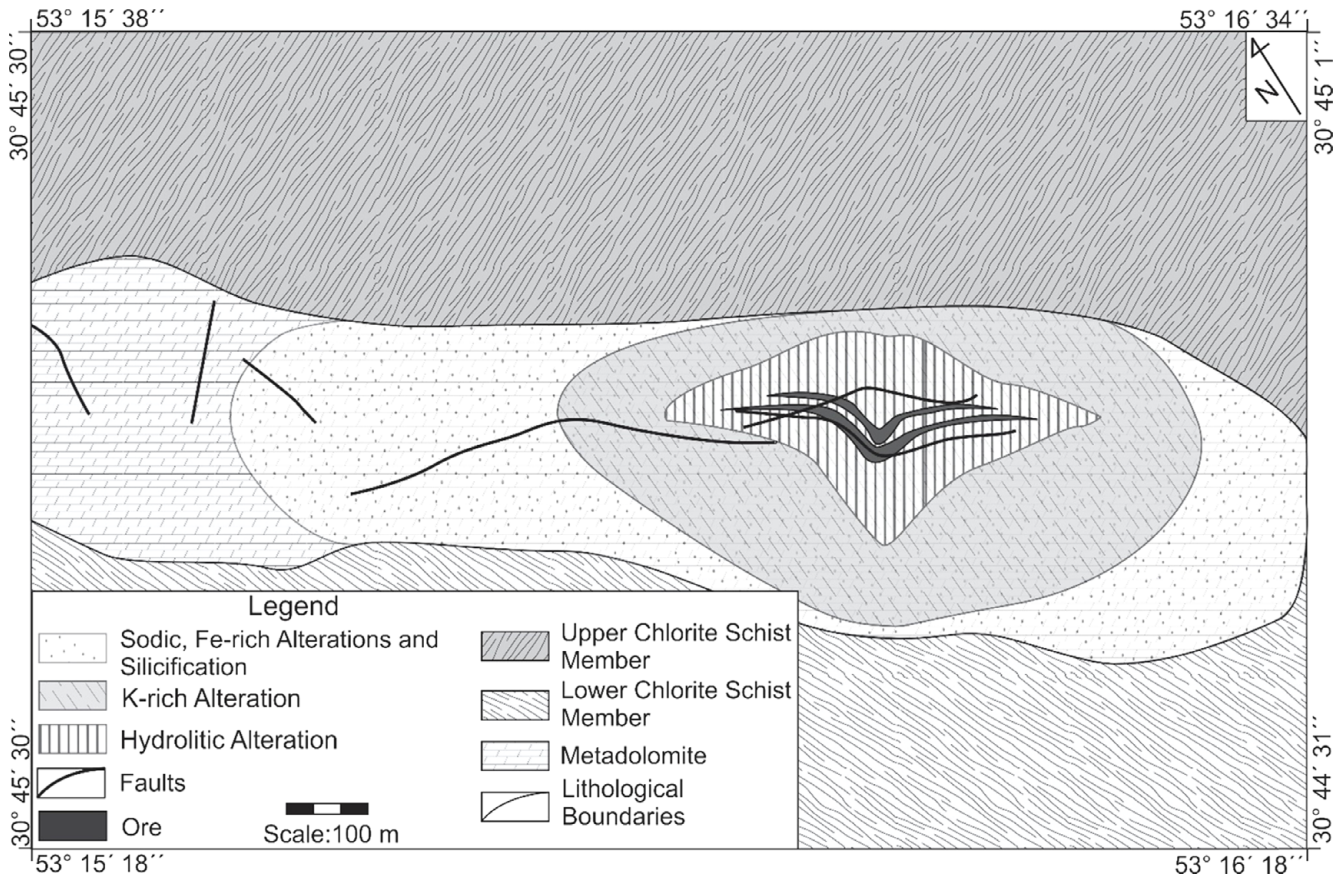 53° 15´ 38´´
53° 16´ 34´´
30° 45´ 30´´
30° 45´ 1´´
N
Legend
Sodic, Fe-rich Alterations and
Silicification
K-rich Alteration
Hydrolitic Alteration
Faults
Ore
Scale:100 m
Upper Chlorite Schist
Member
Lower Chlorite Schist
Member
Metadolomite
Lithological
Boundaries
30° 45´ 30´´
30° 44´ 31´´
53° 15´ 18´´
53° 16´ 18´´